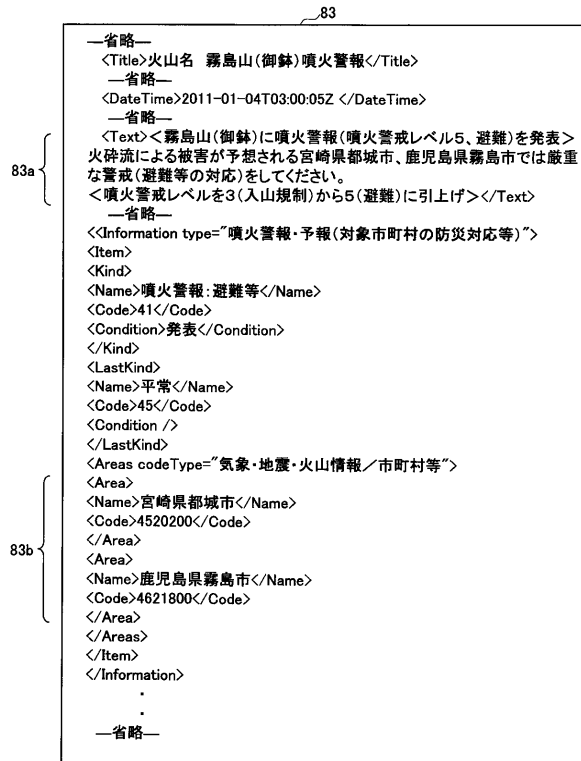 83
—省略—
<Title>火山名 霧島山(御鉢)噴火警報</Title>
—省略—
<DateTime>2011-01-04T03:00:05Z </DateTime>
—省略—
83a
<Text><霧島山(御鉢)に噴火警報(噴火警戒レベル5、避難)を発表>
火砕流による被害が予想される宮崎県都城市、鹿児島県霧島市では厳重
な警戒(避難等の対応)をしてください。
<噴火警戒レベルを3(入山規制)から5(避難)に引上げ></Text>
—省略—
<<Information type="噴火警報・予報(対象市町村の防災対応等)">
<Item>
<Kind>
<Name>噴火警報:避難等</Name>
<Code>41</Code>
<Condition>発表</Condition>
</Kind>
<LastKind>
<Name>平常</Name>
<Code>45</Code>
<Condition />
</LastKind>
<Areas codeType="気象・地震・火山情報/市町村等">
83b
<Area>
<Name>宮崎県都城市</Name>
<Code>4520200</Code>
</Area>
<Area>
<Name>鹿児島県霧島市</Name>
<Code>4621800</Code>
</Area>
</Areas>
</Item>
</Information>
・
・
—省略—